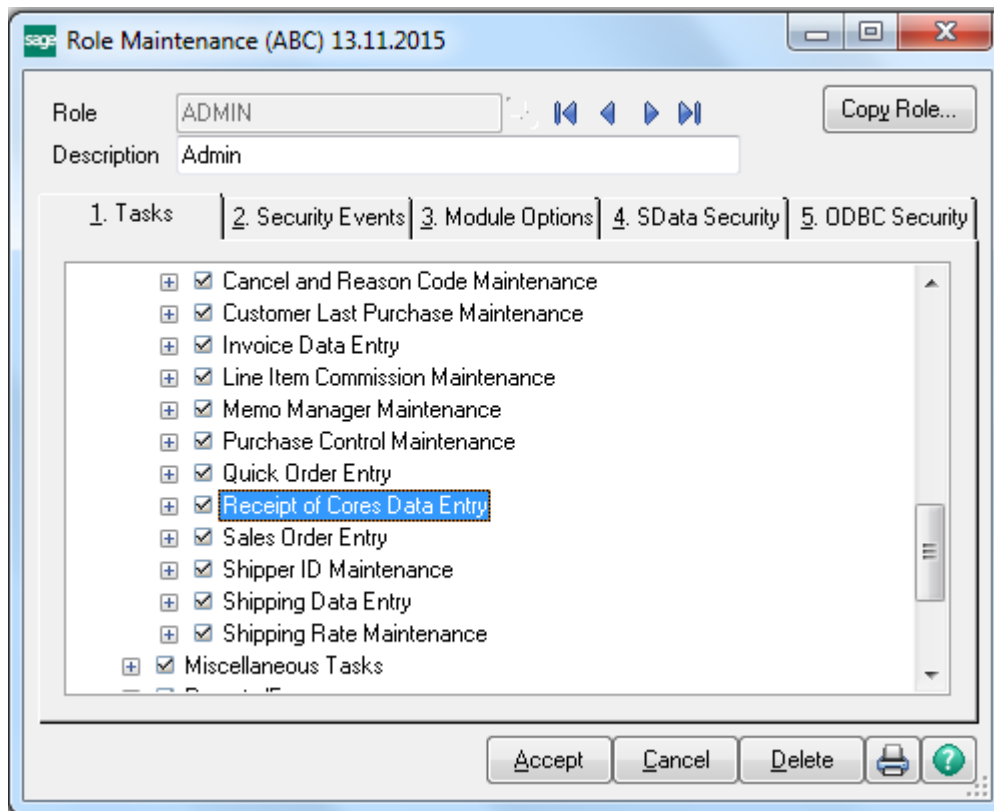 sage Role Maintenance (ABC) 13.11.2015
Role ADMIN Copy Role...
Description Admin
1. Tasks 2. Security Events 3. Module Options 4. SData Security 5. ODBC Security
Cancel and Reason Code Maintenance
Customer Last Purchase Maintenance
Invoice Data Entry
Line Item Commission Maintenance
Memo Manager Maintenance
Purchase Control Maintenance
Quick Order Entry
Receipt of Cores Data Entry
Sales Order Entry
Shipper ID Maintenance
Shipping Data Entry
Shipping Rate Maintenance
Miscellaneous Tasks
Accept Cancel Delete